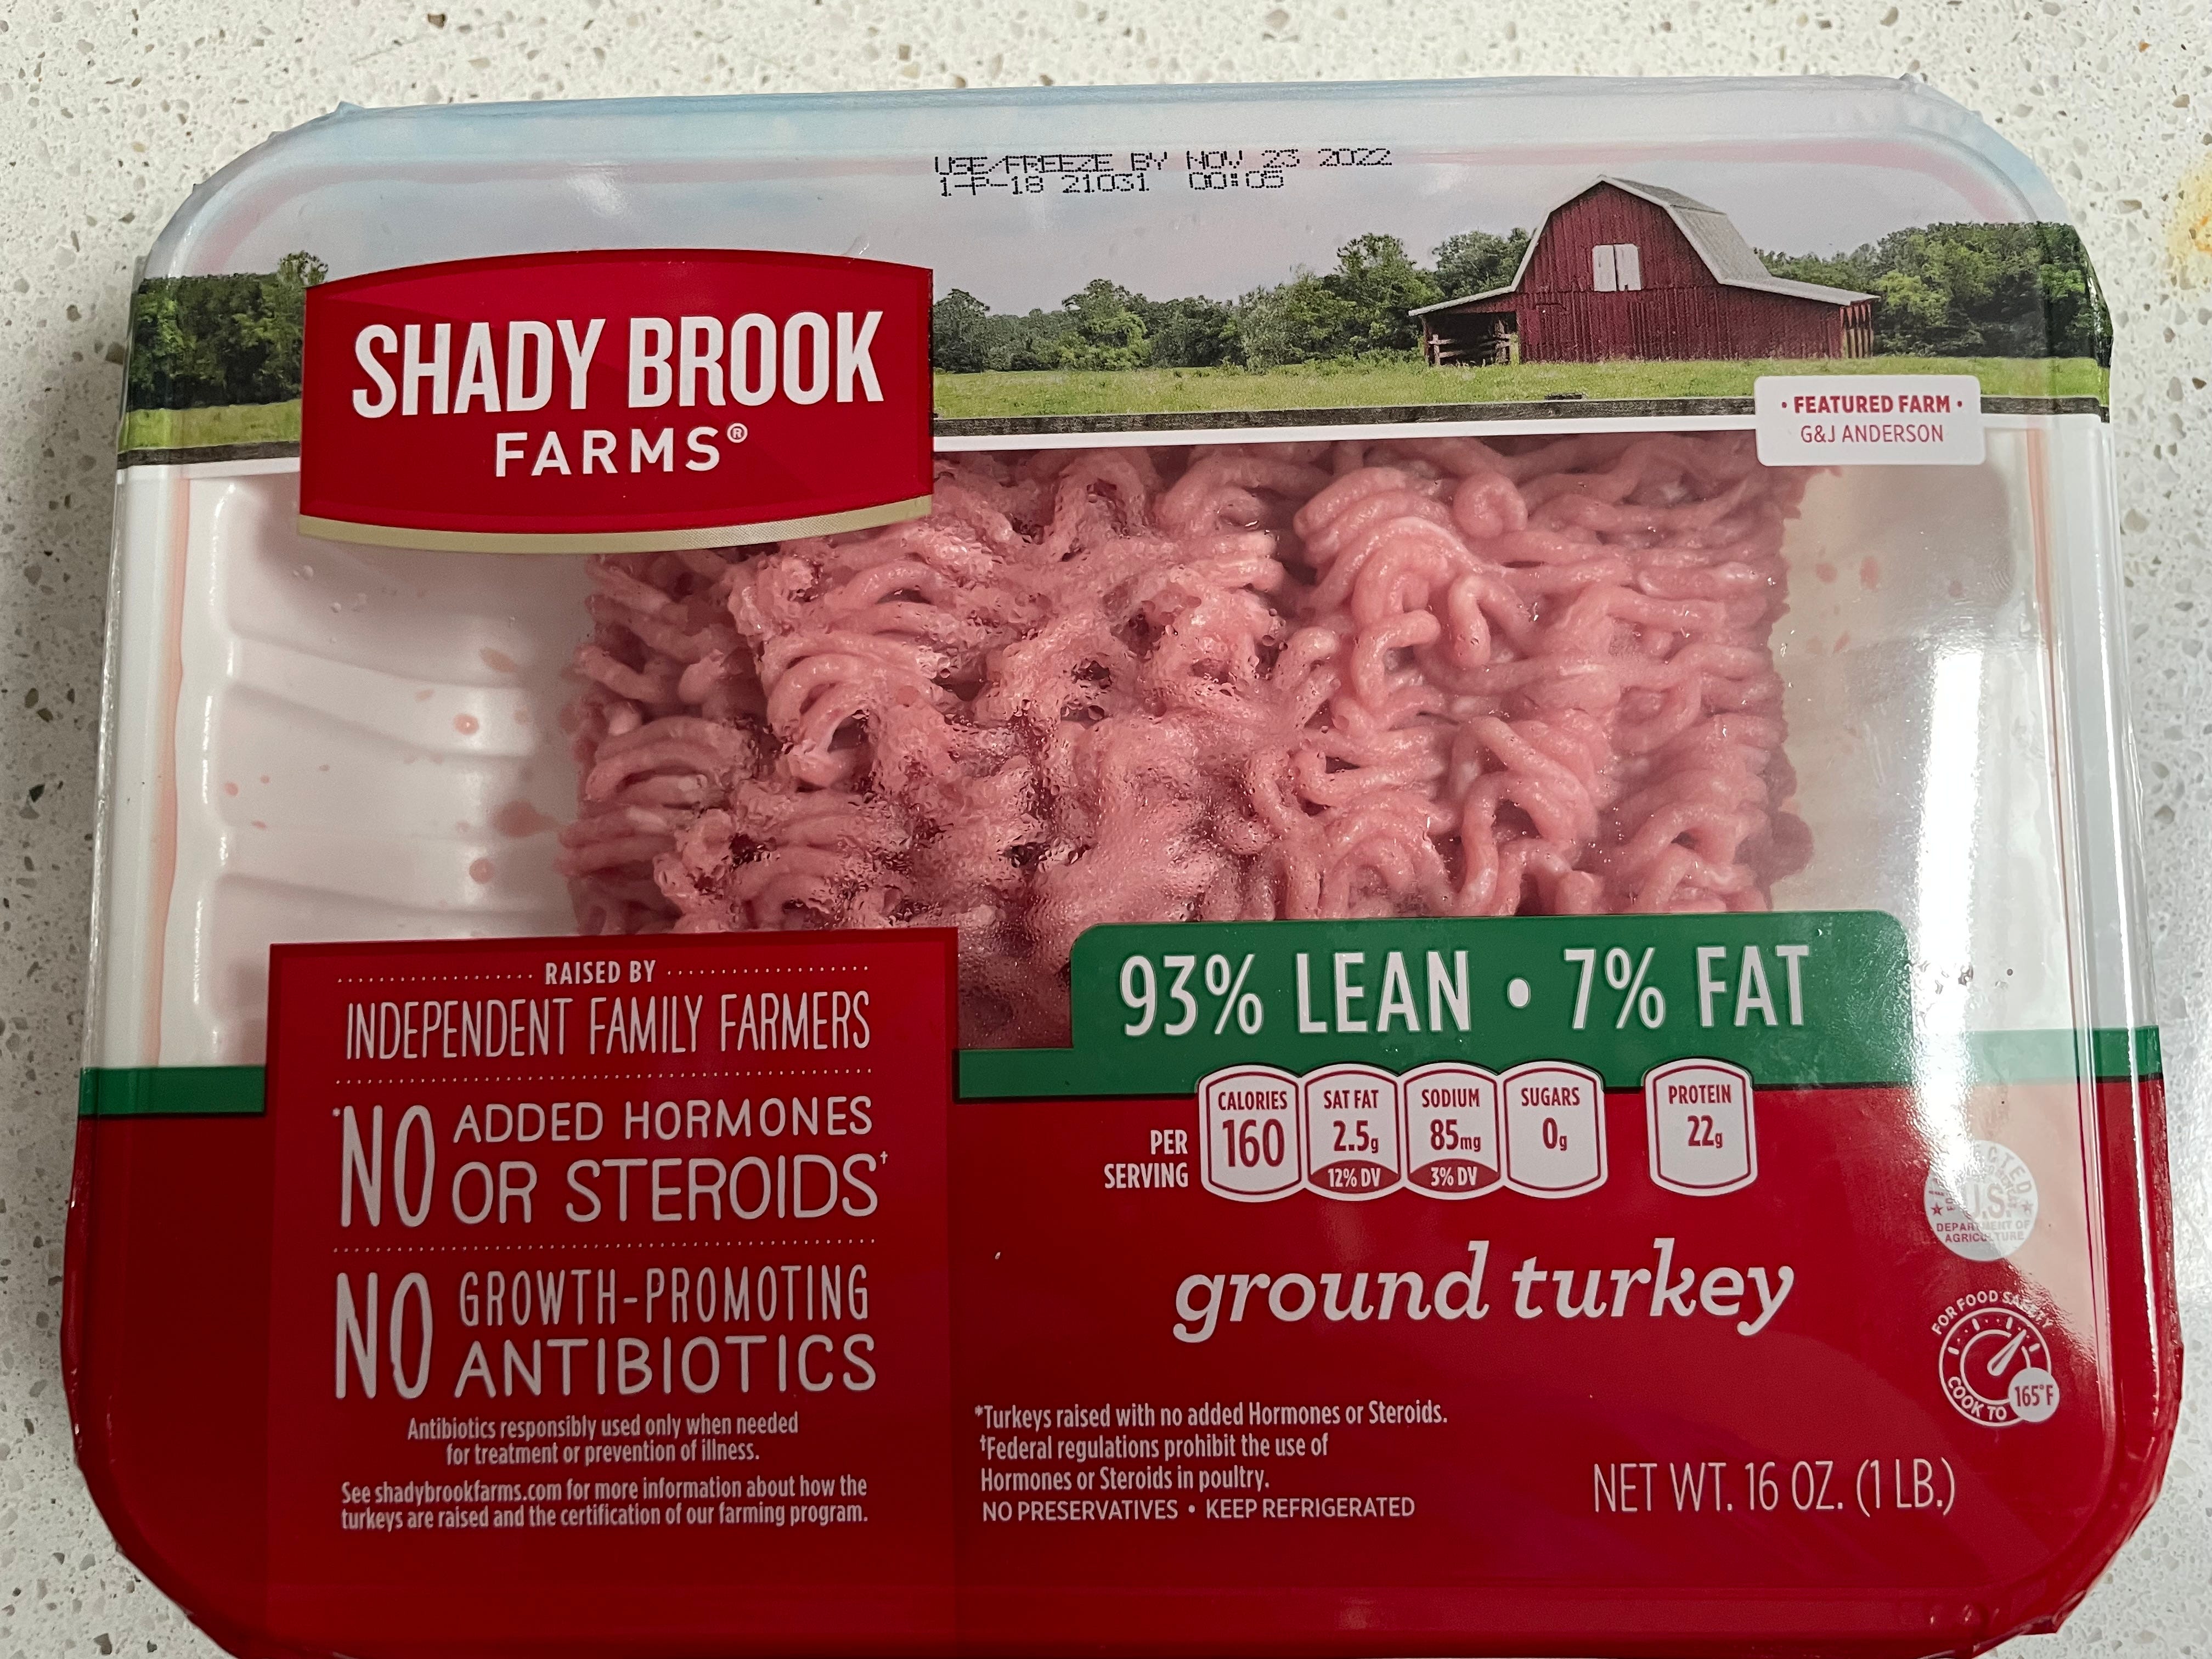 USE/FREEZE BY NOV 23 2022
1-P-18 21031 00:05
SHADY BROOK
FARMS®
• FEATURED FARM •
G&J ANDERSON
RAISED BY
INDEPENDENT FAMILY FARMERS
*NO ADDED HORMONES
OR STEROIDS†
NO GROWTH-PROMOTING
ANTIBIOTICS
Antibiotics responsibly used only when needed
for treatment or prevention of illness.
See shadybrookfarms.com for more information about how the
turkeys are raised and the certification of our farming program.
93% LEAN • 7% FAT
PER
SERVING
CALORIES
160
SAT FAT
2.5g
12% DV
SODIUM
85mg
3% DV
SUGARS
0g
PROTEIN
22g
ground turkey
U.S.
DEPARTMENT OF
AGRICULTURE
FOR FOOD SAFETY
COOK TO
165°F
*Turkeys raised with no added Hormones or Steroids.
†Federal regulations prohibit the use of
Hormones or Steroids in poultry.
NO PRESERVATIVES • KEEP REFRIGERATED
NET WT. 16 OZ. (1 LB.)